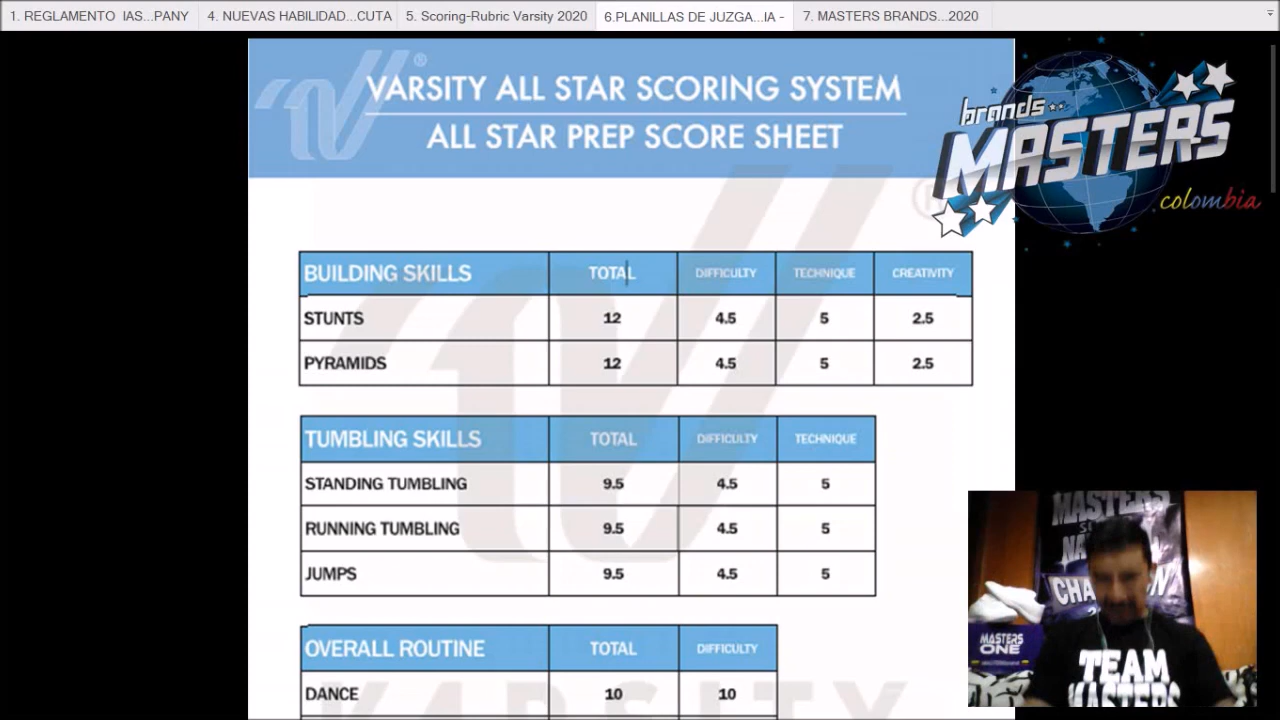 1. REGLAMENTO IAS...PANY
4. NUEVAS HABILIDAD...CUTA
5. Scoring-Rubric Varsity 2020
6.PLANILLAS DE JUZGA...IA -
7. MASTERS BRANDS...2020
VARSITY ALL STAR SCORING SYSTEM
ALL STAR PREP SCORE SHEET
brands
MASTERS
colombia
BUILDING SKILLS TOTAL DIFFICULTY TECHNIQUE CREATIVITY
STUNTS 12 4.5 5 2.5
PYRAMIDS 12 4.5 5 2.5
TUMBLING SKILLS TOTAL DIFFICULTY TECHNIQUE
STANDING TUMBLING 9.5 4.5 5
RUNNING TUMBLING 9.5 4.5 5
JUMPS 9.5 4.5 5
OVERALL ROUTINE TOTAL DIFFICULTY
DANCE 10 10
VARSITY
MASTERS
MASTERS
ONE
TEAM
MASTERS